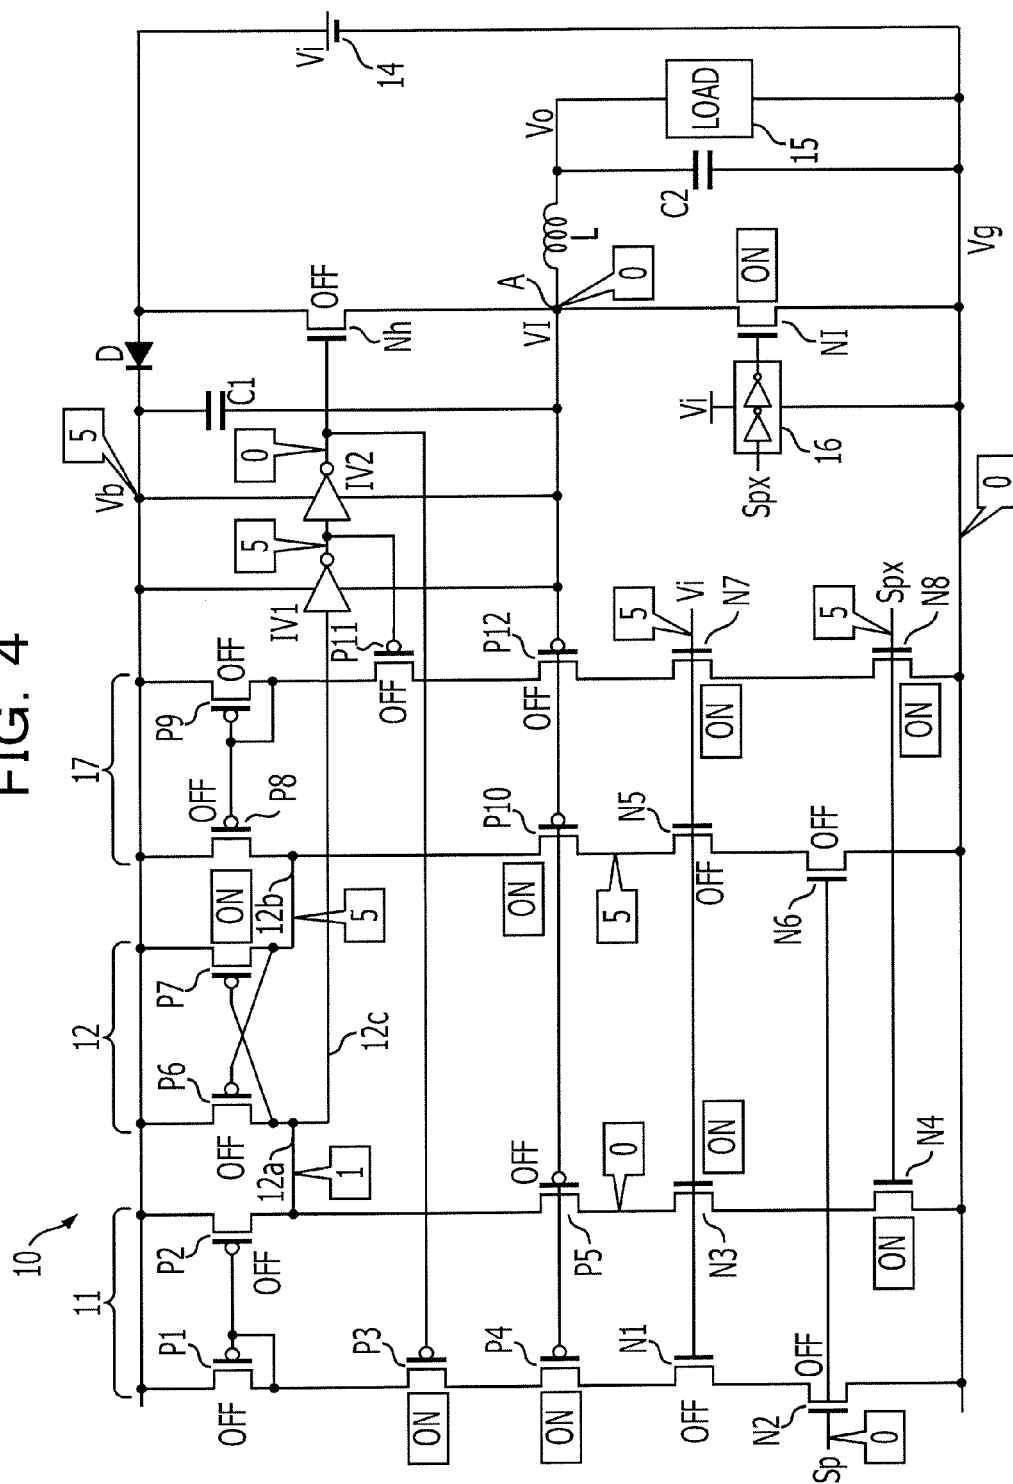 FIG. 4
10
11
12
17
P1
OFF
P2
OFF
12a
1
P6
OFF
P7
ON
12b
5
12c
P8
OFF
P9
OFF
Vb
5
D
C1
Vi
14
P3
ON
P11
OFF
IV1
5
IV2
0
Nh
OFF
P4
ON
P5
OFF
0
P10
ON
5
P12
OFF
VI
A
0
L
Vo
C2
LOAD
15
N1
OFF
N3
ON
N5
OFF
N7
ON
5
Vi
Spx
Vi
16
NI
ON
Sp
0
N2
OFF
N4
ON
N6
OFF
N8
ON
5
Spx
0
Vg